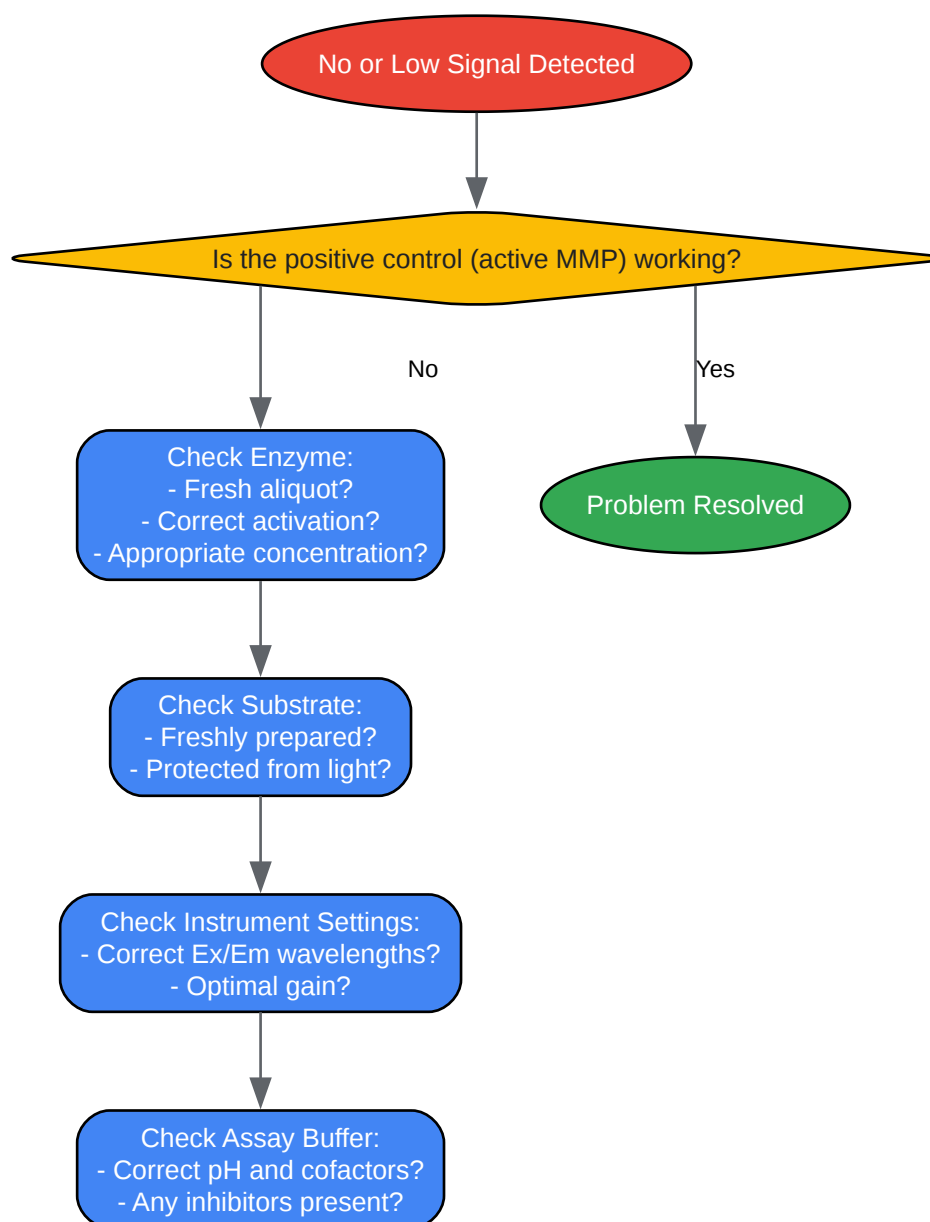 No or Low Signal Detected
Is the positive control (active MMP) working?
No
Yes
Check Enzyme:
- Fresh aliquot?
- Correct activation?
- Appropriate concentration?
Problem Resolved
Check Substrate:
- Freshly prepared?
- Protected from light?
Check Instrument Settings:
- Correct Ex/Em wavelengths?
- Optimal gain?
Check Assay Buffer:
- Correct pH and cofactors?
- Any inhibitors present?